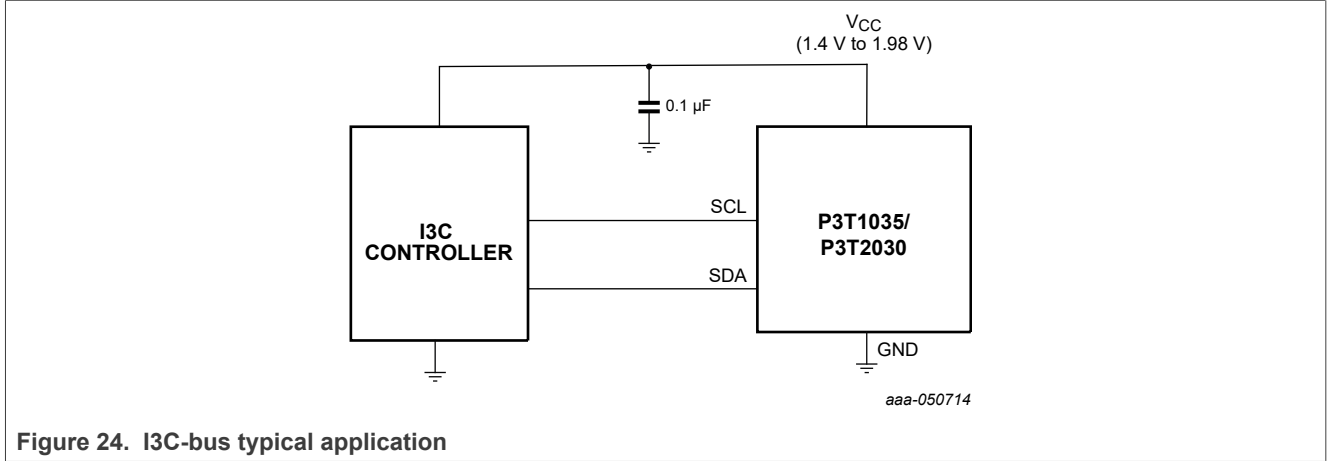 VCC
(1.4 V to 1.98 V)
0.1 µF
SCL
I3C
CONTROLLER
P3T1035/
P3T2030
SDA
GND
aaa-050714
Figure 24. I3C-bus typical application